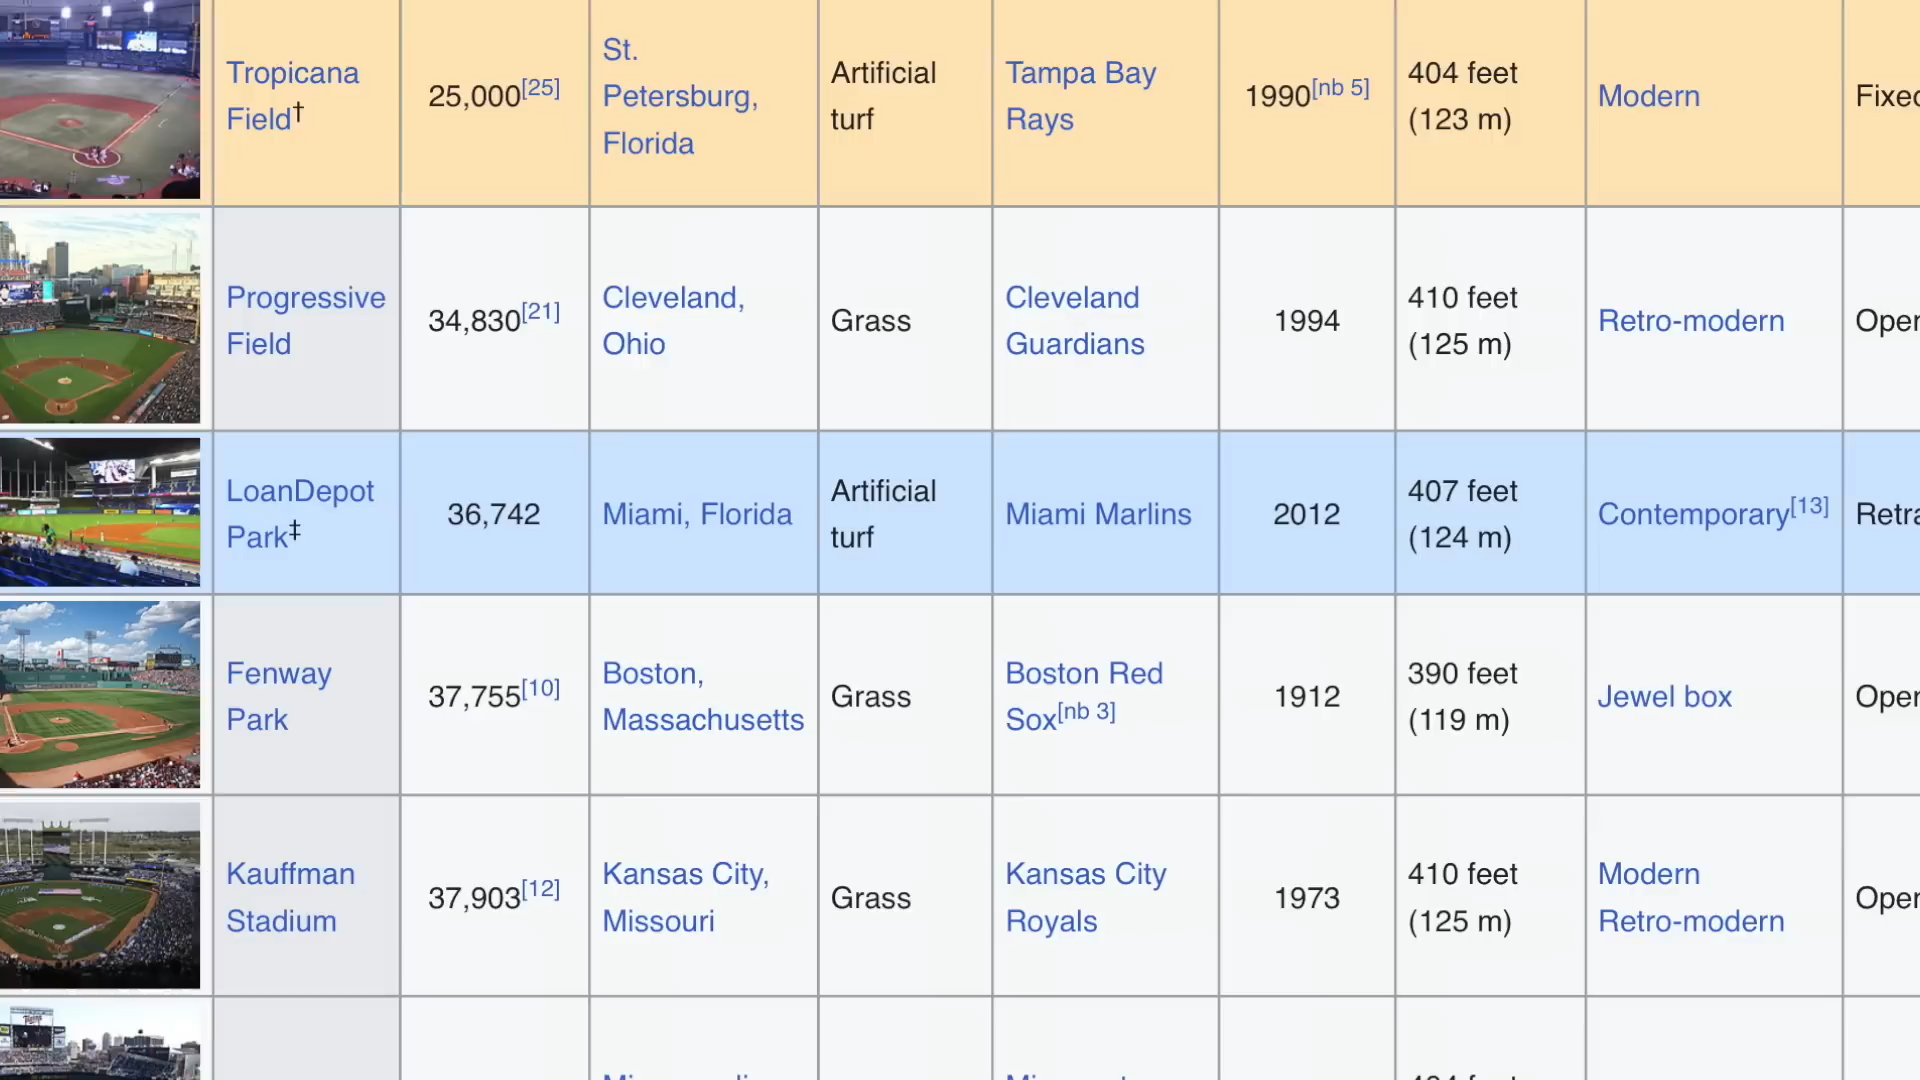 Tropicana
Field†
25,000[25]
St.
Petersburg,
Florida
Artificial
turf
Tampa Bay
Rays
1990[nb 5]
404 feet
(123 m)
Modern
Progressive
Field
34,830[21]
Cleveland,
Ohio
Grass
Cleveland
Guardians
1994
410 feet
(125 m)
Retro-modern
LoanDepot
Park‡
36,742
Miami, Florida
Artificial
turf
Miami Marlins
2012
407 feet
(124 m)
Contemporary[13]
Fenway
Park
37,755[10]
Boston,
Massachusetts
Grass
Boston Red
Sox[nb 3]
1912
390 feet
(119 m)
Jewel box
Kauffman
Stadium
37,903[12]
Kansas City,
Missouri
Grass
Kansas City
Royals
1973
410 feet
(125 m)
Modern
Retro-modern